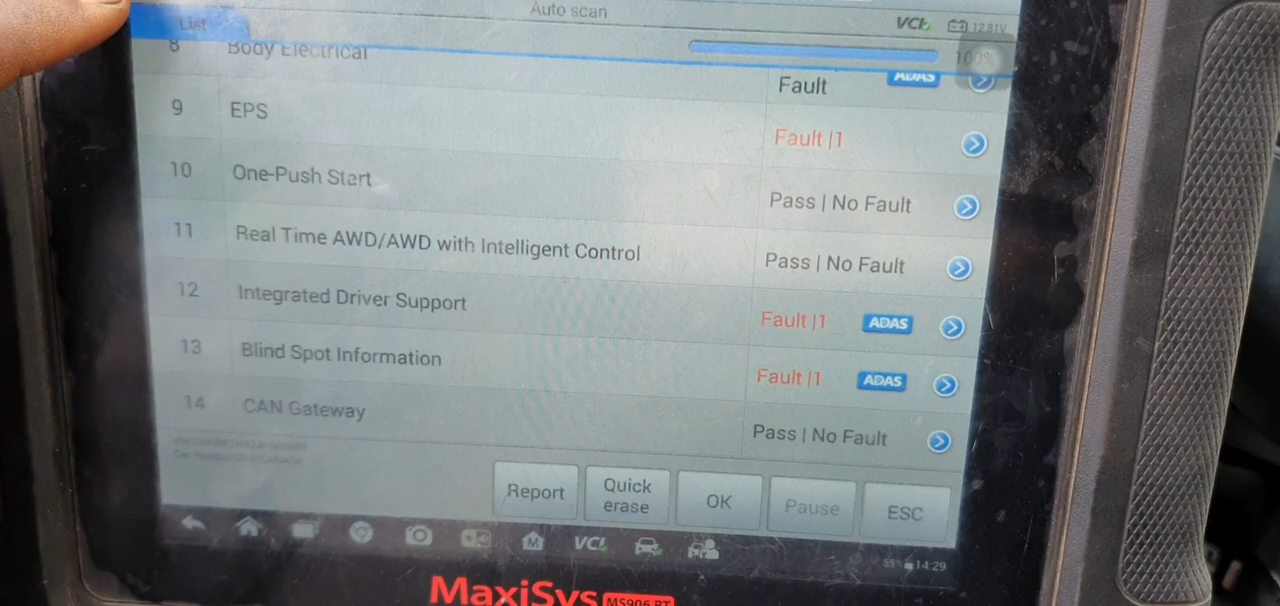 Auto scan
List
VCI
12.81V
100%
8 Body Electrical Fault ADAS
9 EPS Fault |1
10 One-Push Start Pass | No Fault
11 Real Time AWD/AWD with Intelligent Control Pass | No Fault
12 Integrated Driver Support Fault |1 ADAS
13 Blind Spot Information Fault |1 ADAS
14 CAN Gateway Pass | No Fault
Report
Quick erase
OK
Pause
ESC
M VCI
14:29
MaxiSys MS906 BT